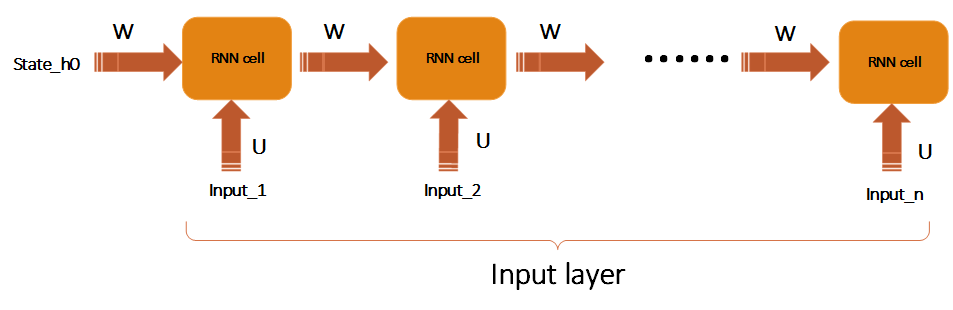 W
W
W
W
State_h0
RNN cell
RNN cell
RNN cell
U
U
U
Input_1
Input_2
Input_n
Input layer